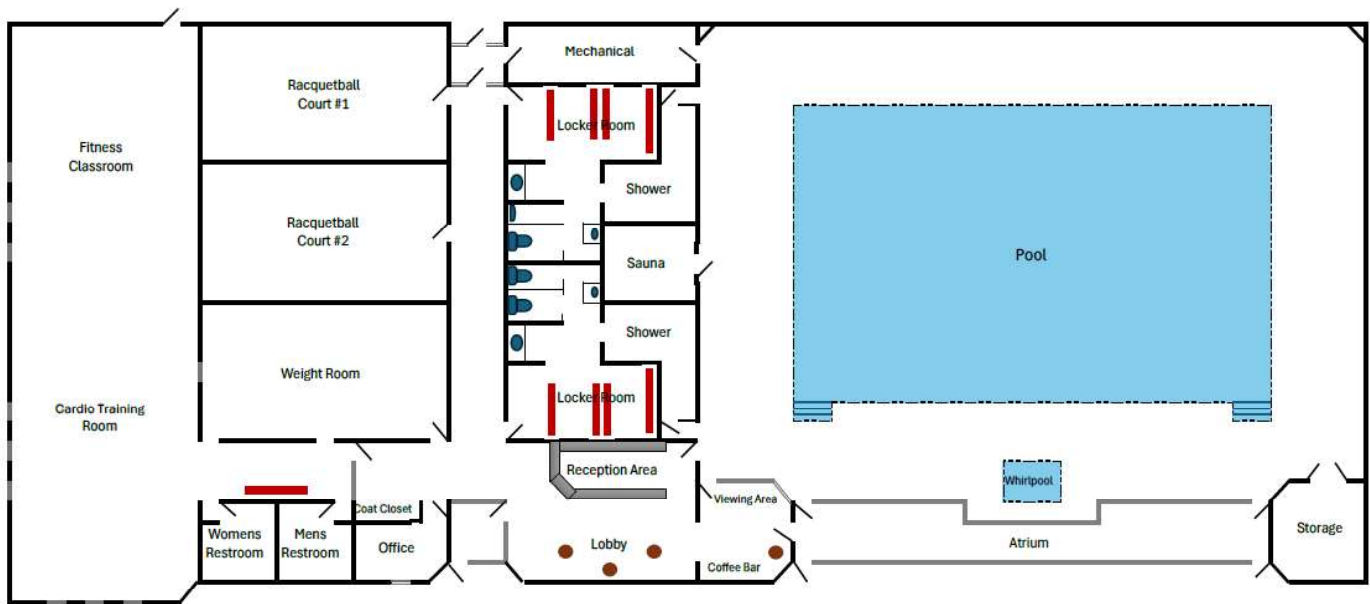 Mechanical
Racquetball
Court #1
Locker Room
Fitness
Classroom
Shower
Racquetball
Court #2
Sauna
Pool
Shower
Weight Room
Locker Room
Cardio Training
Room
Reception Area
Whirlpool
Viewing Area
Coat Closet
Womens
Restroom
Mens
Restroom
Office
Lobby
Coffee Bar
Atrium
Storage